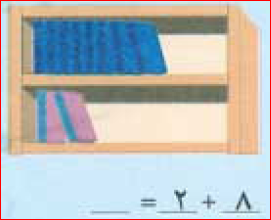 ٨ + ٢ = ___